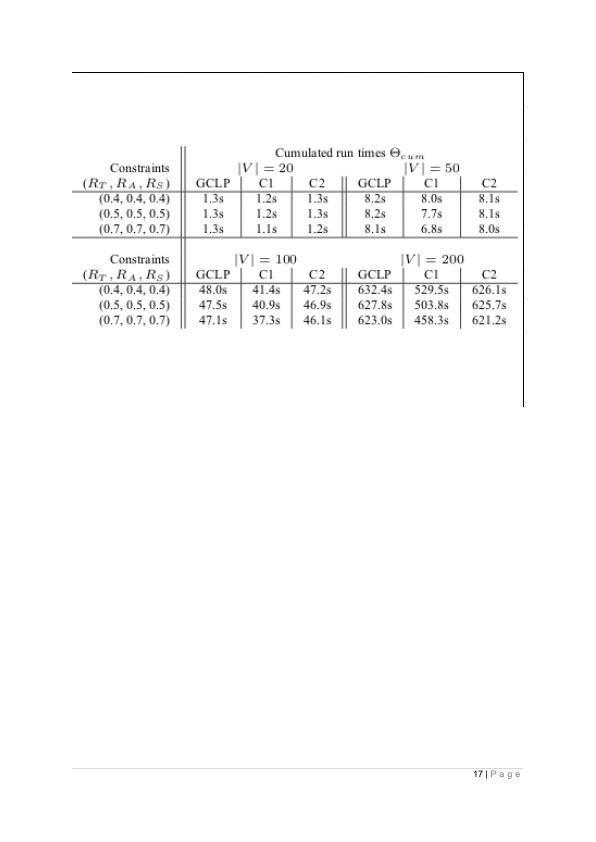 Cumulated run times Θcum
Constraints |V| = 20 |V| = 50
(RT, RA, RS) GCLP C1 C2 GCLP C1 C2
(0.4, 0.4, 0.4) 1.3s 1.2s 1.3s 8.2s 8.0s 8.1s
(0.5, 0.5, 0.5) 1.3s 1.2s 1.3s 8.2s 7.7s 8.1s
(0.7, 0.7, 0.7) 1.3s 1.1s 1.2s 8.1s 6.8s 8.0s
Constraints |V| = 100 |V| = 200
(RT, RA, RS) GCLP C1 C2 GCLP C1 C2
(0.4, 0.4, 0.4) 48.0s 41.4s 47.2s 632.4s 529.5s 626.1s
(0.5, 0.5, 0.5) 47.5s 40.9s 46.9s 627.8s 503.8s 625.7s
(0.7, 0.7, 0.7) 47.1s 37.3s 46.1s 623.0s 458.3s 621.2s
17 | Page